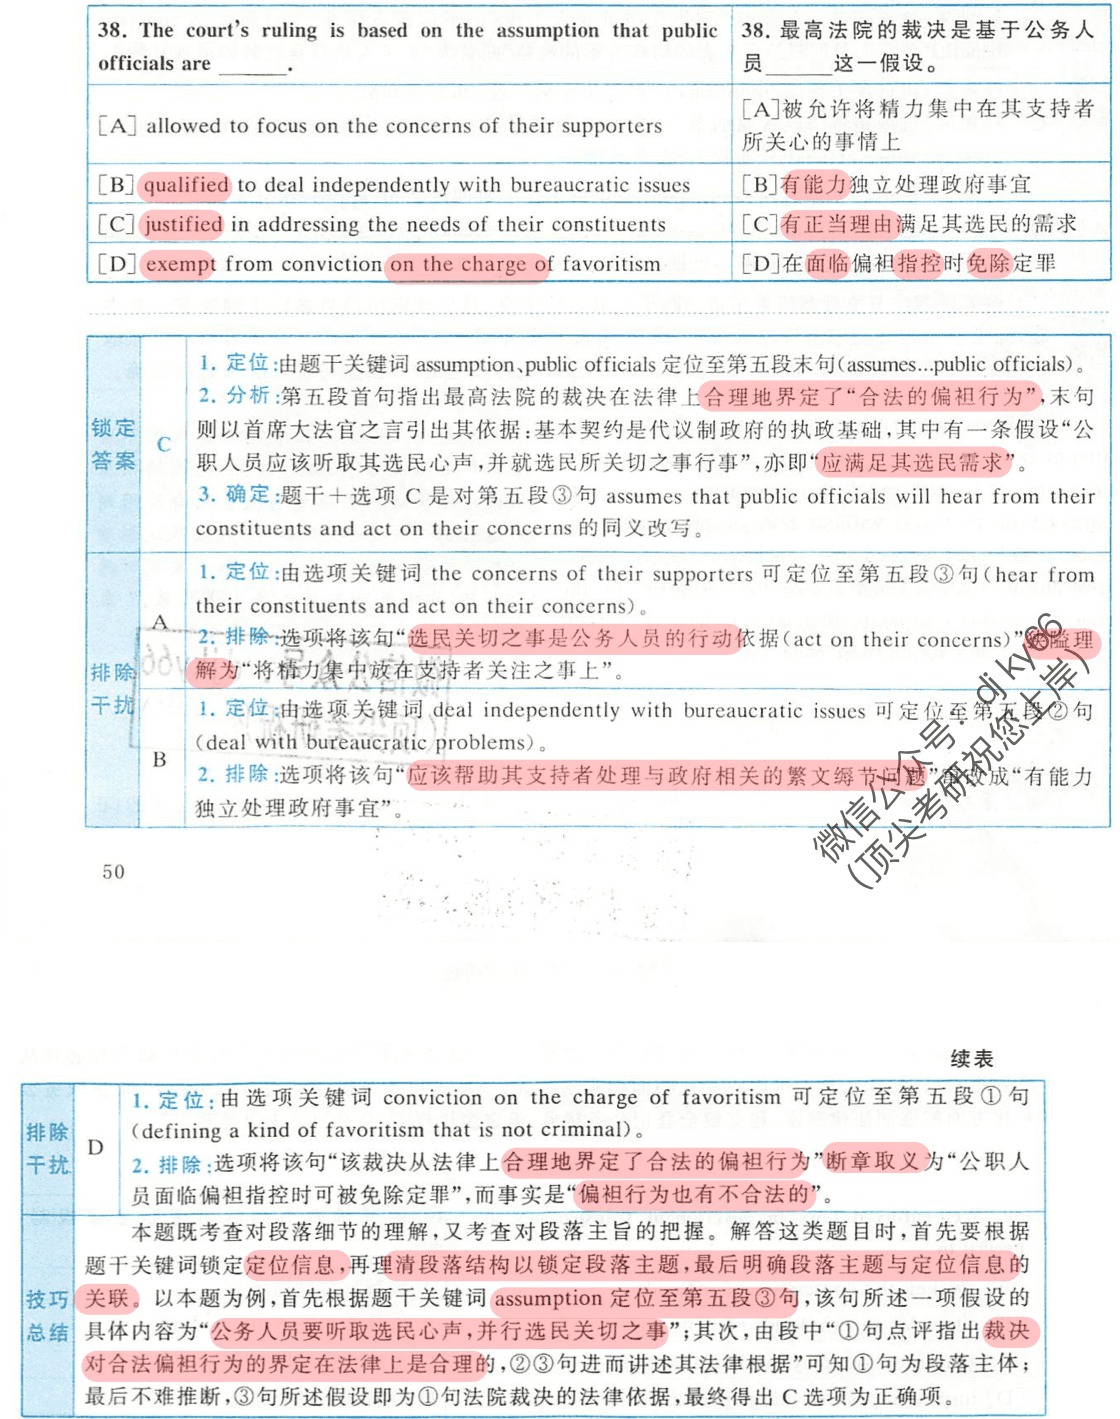 38. The court's ruling is based on the assumption that public
officials are ______.
38. 最高法院的裁决是基于公务人
员______这一假设。
[A] allowed to focus on the concerns of their supporters
[A]被允许将精力集中在其支持者
所关心的事情上
[B] qualified to deal independently with bureaucratic issues
[B]有能力独立处理政府事宜
[C] justified in addressing the needs of their constituents
[C]有正当理由满足其选民的需求
[D] exempt from conviction on the charge of favoritism
[D]在面临偏袒指控时免除定罪
锁定
答案
C
1. 定位:由题干关键词 assumption、public officials 定位至第五段末句(assumes...public officials)。
2. 分析:第五段首句指出最高法院的裁决在法律上合理地界定了“合法的偏袒行为”,末句
则以首席大法官之言引出其依据:基本契约是代议制政府的执政基础,其中有一条假设“公
职人员应该听取其选民心声,并就选民所关切之事行事”,亦即“应满足其选民需求”。
3. 确定:题干+选项 C 是对第五段③句 assumes that public officials will hear from their
constituents and act on their concerns 的同义改写。
排除
干扰
A
1. 定位:由选项关键词 the concerns of their supporters 可定位至第五段③句(hear from
their constituents and act on their concerns)。
2. 排除:选项将该句“选民关切之事是公务人员的行动依据(act on their concerns)”狭隘理
解为“将精力集中放在支持者关注之事上”。
B
1. 定位:由选项关键词 deal independently with bureaucratic issues 可定位至第五段②句
(deal with bureaucratic problems)。
2. 排除:选项将该句“应该帮助其支持者处理与政府相关的繁文缛节问题”篡改成“有能力
独立处理政府事宜”。
微信公众号:djky66
(顶尖考研祝您上岸)
50
续表
排除
干扰
D
1. 定位:由选项关键词 conviction on the charge of favoritism 可定位至第五段①句
(defining a kind of favoritism that is not criminal)。
2. 排除:选项将该句“该裁决从法律上合理地界定了合法的偏袒行为”断章取义为“公职人
员面临偏袒指控时可被免除定罪”,而事实是“偏袒行为也有不合法的”。
技巧
总结
本题既考查对段落细节的理解,又考查对段落主旨的把握。解答这类题目时,首先要根据
题干关键词锁定定位信息,再理清段落结构以锁定段落主题,最后明确段落主题与定位信息的
关联。以本题为例,首先根据题干关键词 assumption 定位至第五段③句,该句所述一项假设的
具体内容为“公务人员要听取选民心声,并行选民关切之事”;其次,由段中“①句点评指出裁决
对合法偏袒行为的界定在法律上是合理的,②③句进而讲述其法律根据”可知①句为段落主体;
最后不难推断,③句所述假设即为①句法院裁决的法律依据,最终得出 C 选项为正确项。